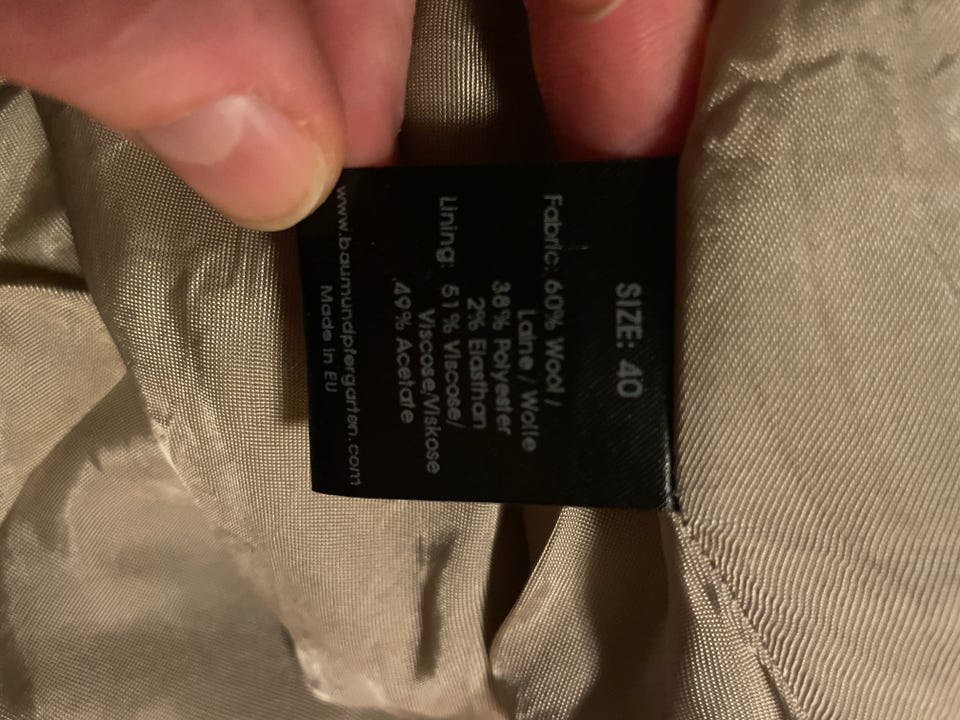 SIZE: 40
Fabric: 60% Wool /
Laine / Wolle
38% Polyester
2% Elasthan
Lining: 51% Viscose/
Viscose/Viskose
49% Acetate
www.baumundpfergarten.com
Made in EU